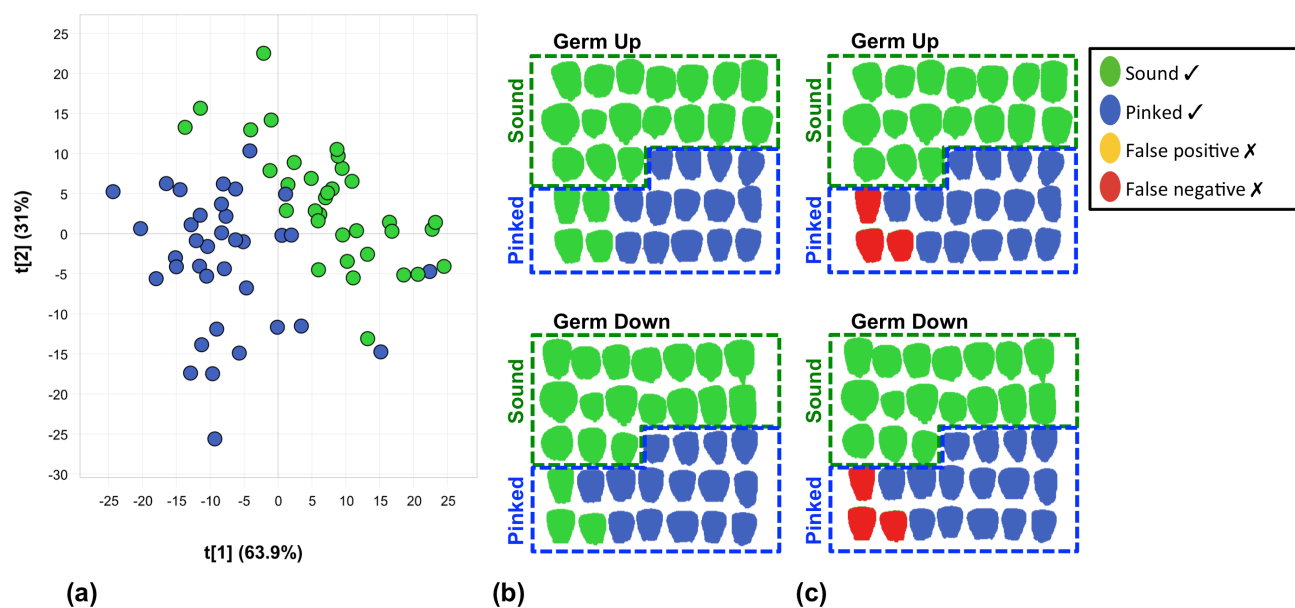 25
20
15
10
5
0
-5
-10
-15
-20
-25
-30
t[2] (31%)
-25 -20 -15 -10 -5 0 5 10 15 20 25
t[1] (63.9%)
(a)
Germ Up
Sound
Pinked
Germ Down
Sound
Pinked
(b)
Germ Up
Sound
Pinked
Germ Down
Sound
Pinked
(c)
Sound ✓
Pinked ✓
False positive ✗
False negative ✗